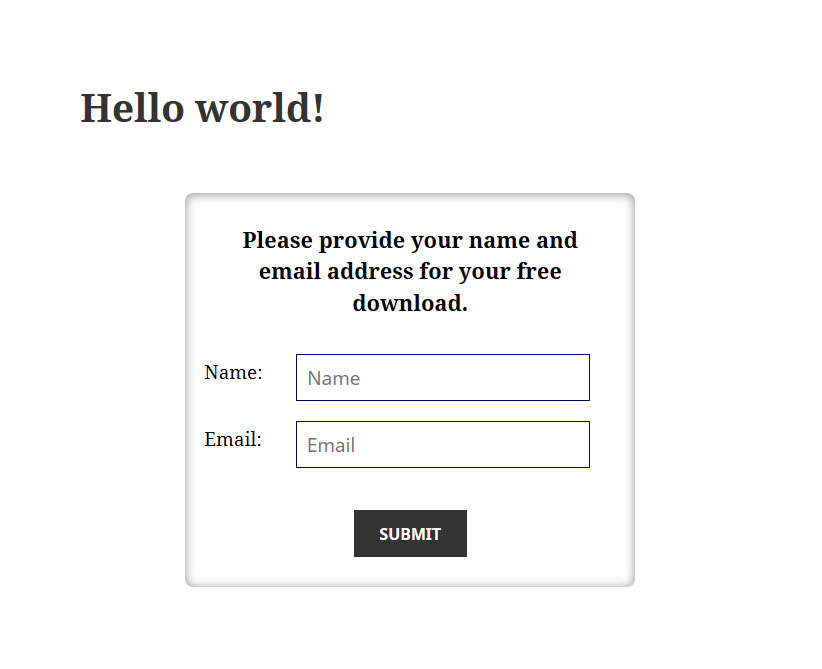 Hello world!
Please provide your name and
email address for your free
download.
Name: Name
Email: Email
SUBMIT